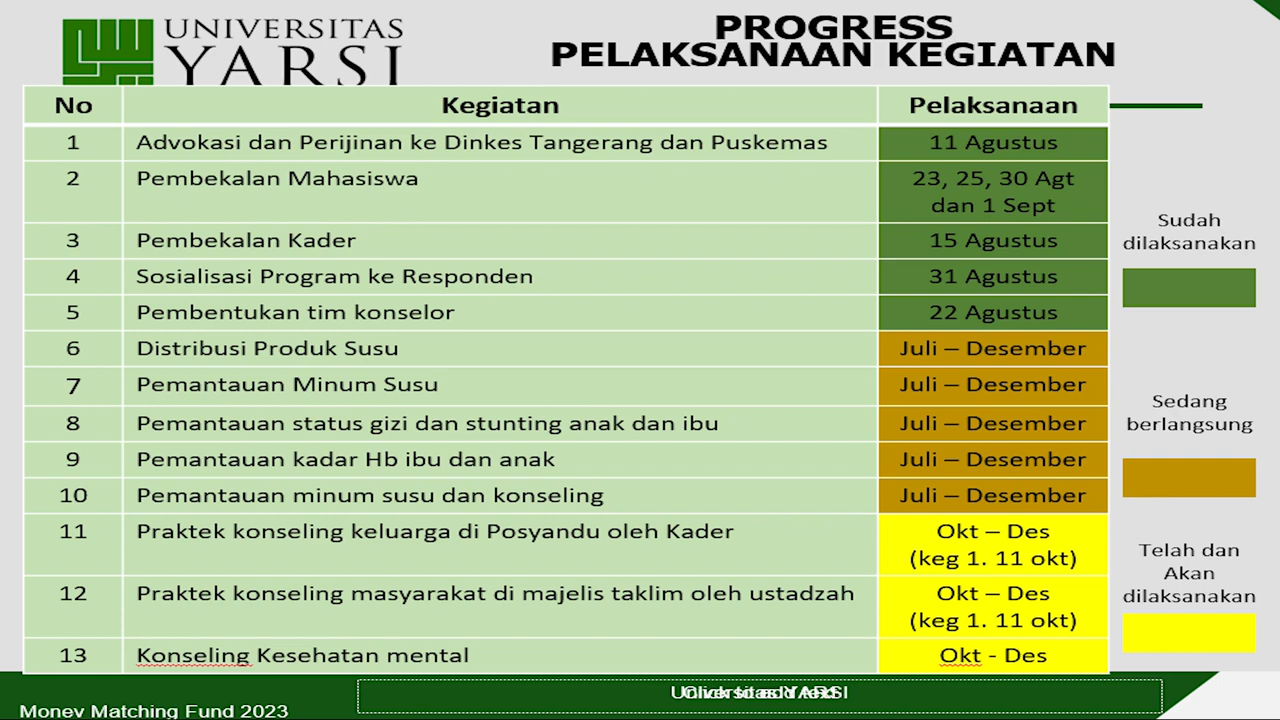 UNIVERSITAS
YARSI
PROGRESS
PELAKSANAAN KEGIATAN
No Kegiatan Pelaksanaan
1 Advokasi dan Perijinan ke Dinkes Tangerang dan Puskemas 11 Agustus
2 Pembekalan Mahasiswa 23, 25, 30 Agt
dan 1 Sept
3 Pembekalan Kader 15 Agustus
4 Sosialisasi Program ke Responden 31 Agustus
5 Pembentukan tim konselor 22 Agustus
6 Distribusi Produk Susu Juli – Desember
7 Pemantauan Minum Susu Juli – Desember
8 Pemantauan status gizi dan stunting anak dan ibu Juli – Desember
9 Pemantauan kadar Hb ibu dan anak Juli – Desember
10 Pemantauan minum susu dan konseling Juli – Desember
11 Praktek konseling keluarga di Posyandu oleh Kader Okt – Des
(keg 1. 11 okt)
12 Praktek konseling masyarakat di majelis taklim oleh ustadzah Okt – Des
(keg 1. 11 okt)
13 Konseling Kesehatan mental Okt - Des
Sudah
dilaksanakan
Sedang
berlangsung
Telah dan
Akan
dilaksanakan
Universitas YARSI
Click to add text
Monev Matching Fund 2023